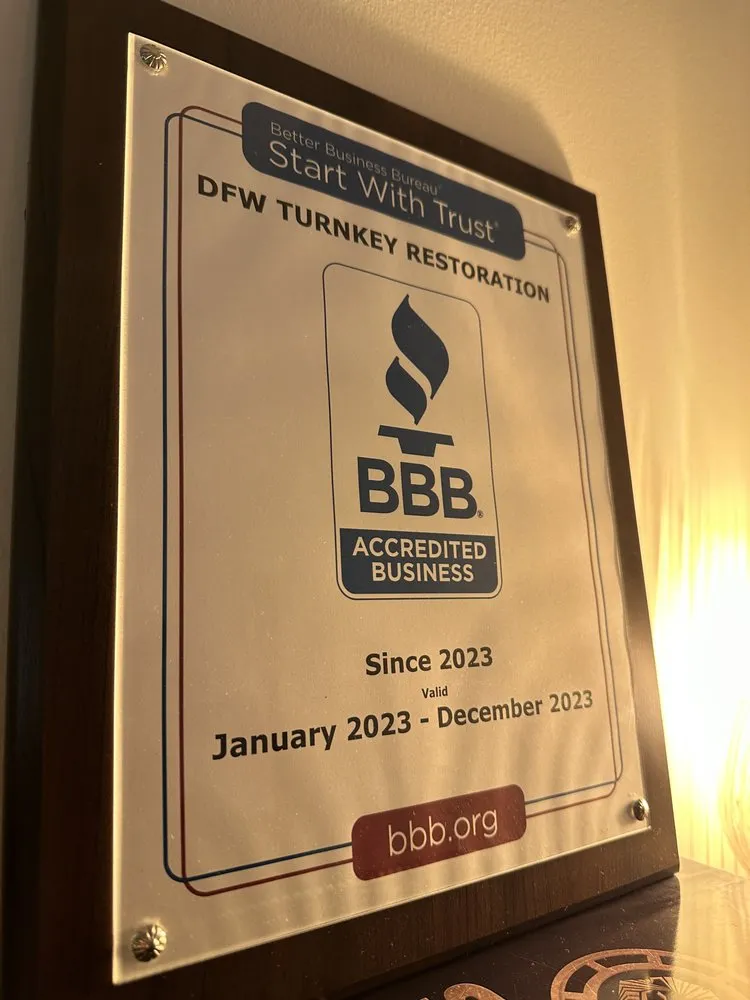 Better Business Bureau®
Start With Trust®
DFW TURNKEY RESTORATION
BBB®
ACCREDITED
BUSINESS
Since 2023
Valid
January 2023 - December 2023
bbb.org